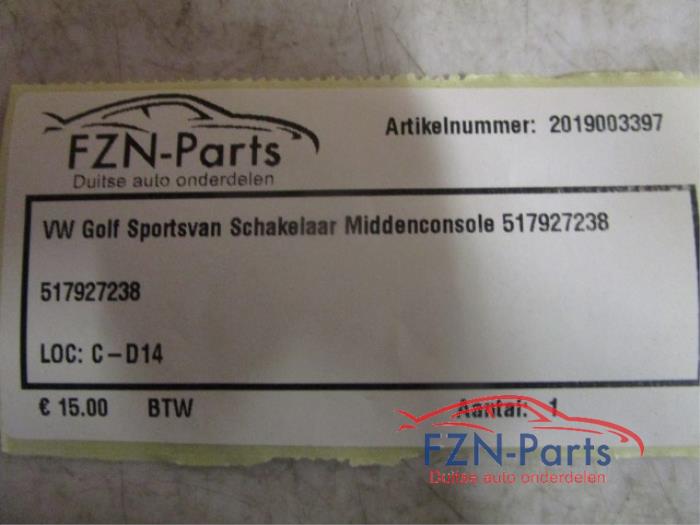 FZN-Parts
Duitse auto onderdelen
Artikelnummer: 2019003397
VW Golf Sportsvan Schakelaar Middenconsole 517927238
517927238
LOC: C-D14
€ 15.00 BTW Aantal: 1
FZN-Parts
Duitse auto onderdelen